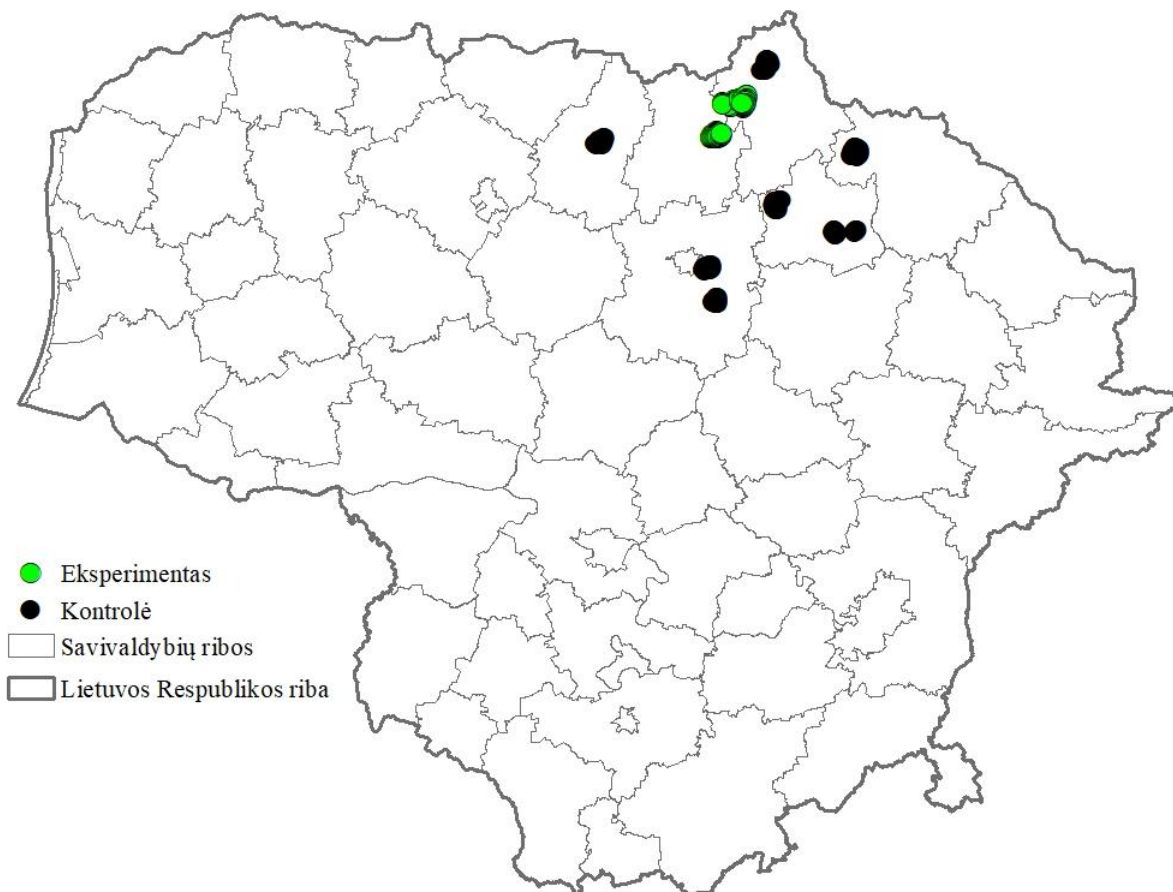 Eksperimentas
Kontrolė
Savivaldybių ribos
Lietuvos Respublikos riba